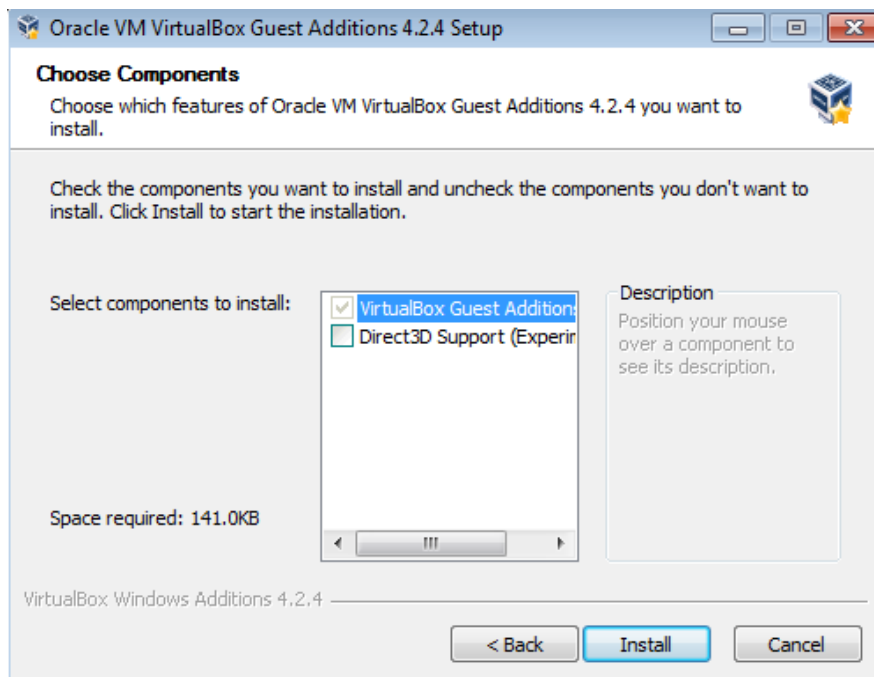 Oracle VM VirtualBox Guest Additions 4.2.4 Setup
Choose Components
Choose which features of Oracle VM VirtualBox Guest Additions 4.2.4 you want to
install.
Check the components you want to install and uncheck the components you don't want to
install. Click Install to start the installation.
Select components to install:
VirtualBox Guest Additions
Direct3D Support (Experim
Description
Position your mouse
over a component to
see its description.
Space required: 141.0KB
VirtualBox Windows Additions 4.2.4
< Back
Install
Cancel